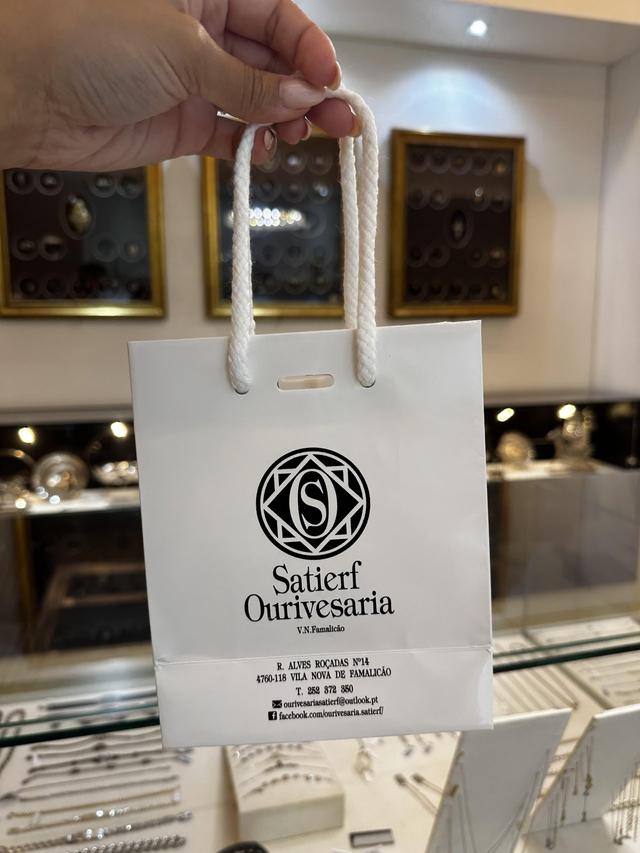 S
Satierf
Ourivesaria
V.N.Famalicão
R. ALVES ROÇADAS Nº14
4760-118 VILA NOVA DE FAMALICÃO
T. 252 372 350
ourivesariasatierf@outlook.pt
facebook.com/ourivesaria.satierf/